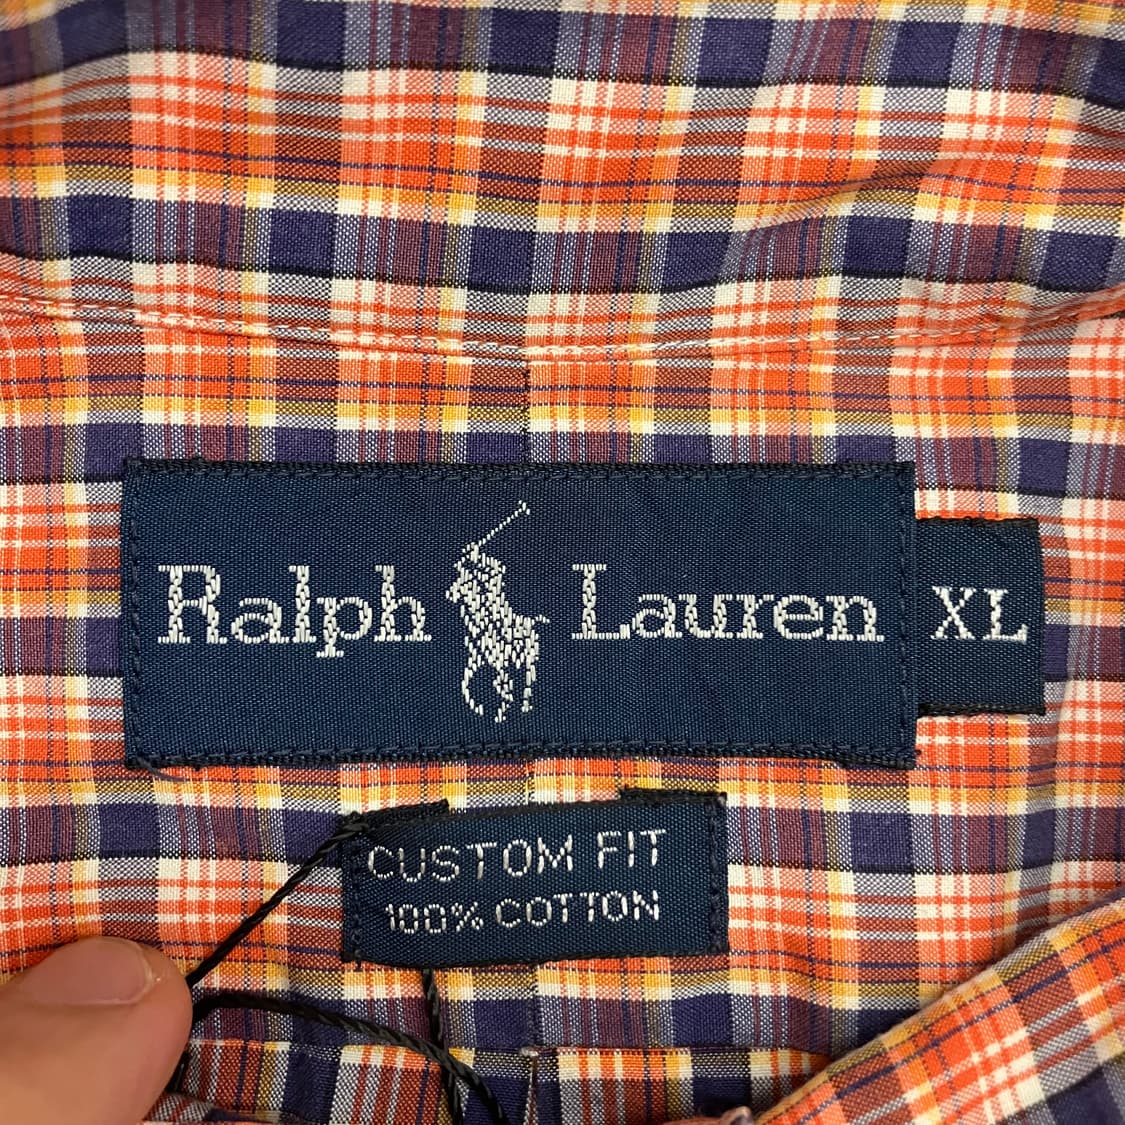 Ralph Lauren XL
CUSTOM FIT
100% COTTON